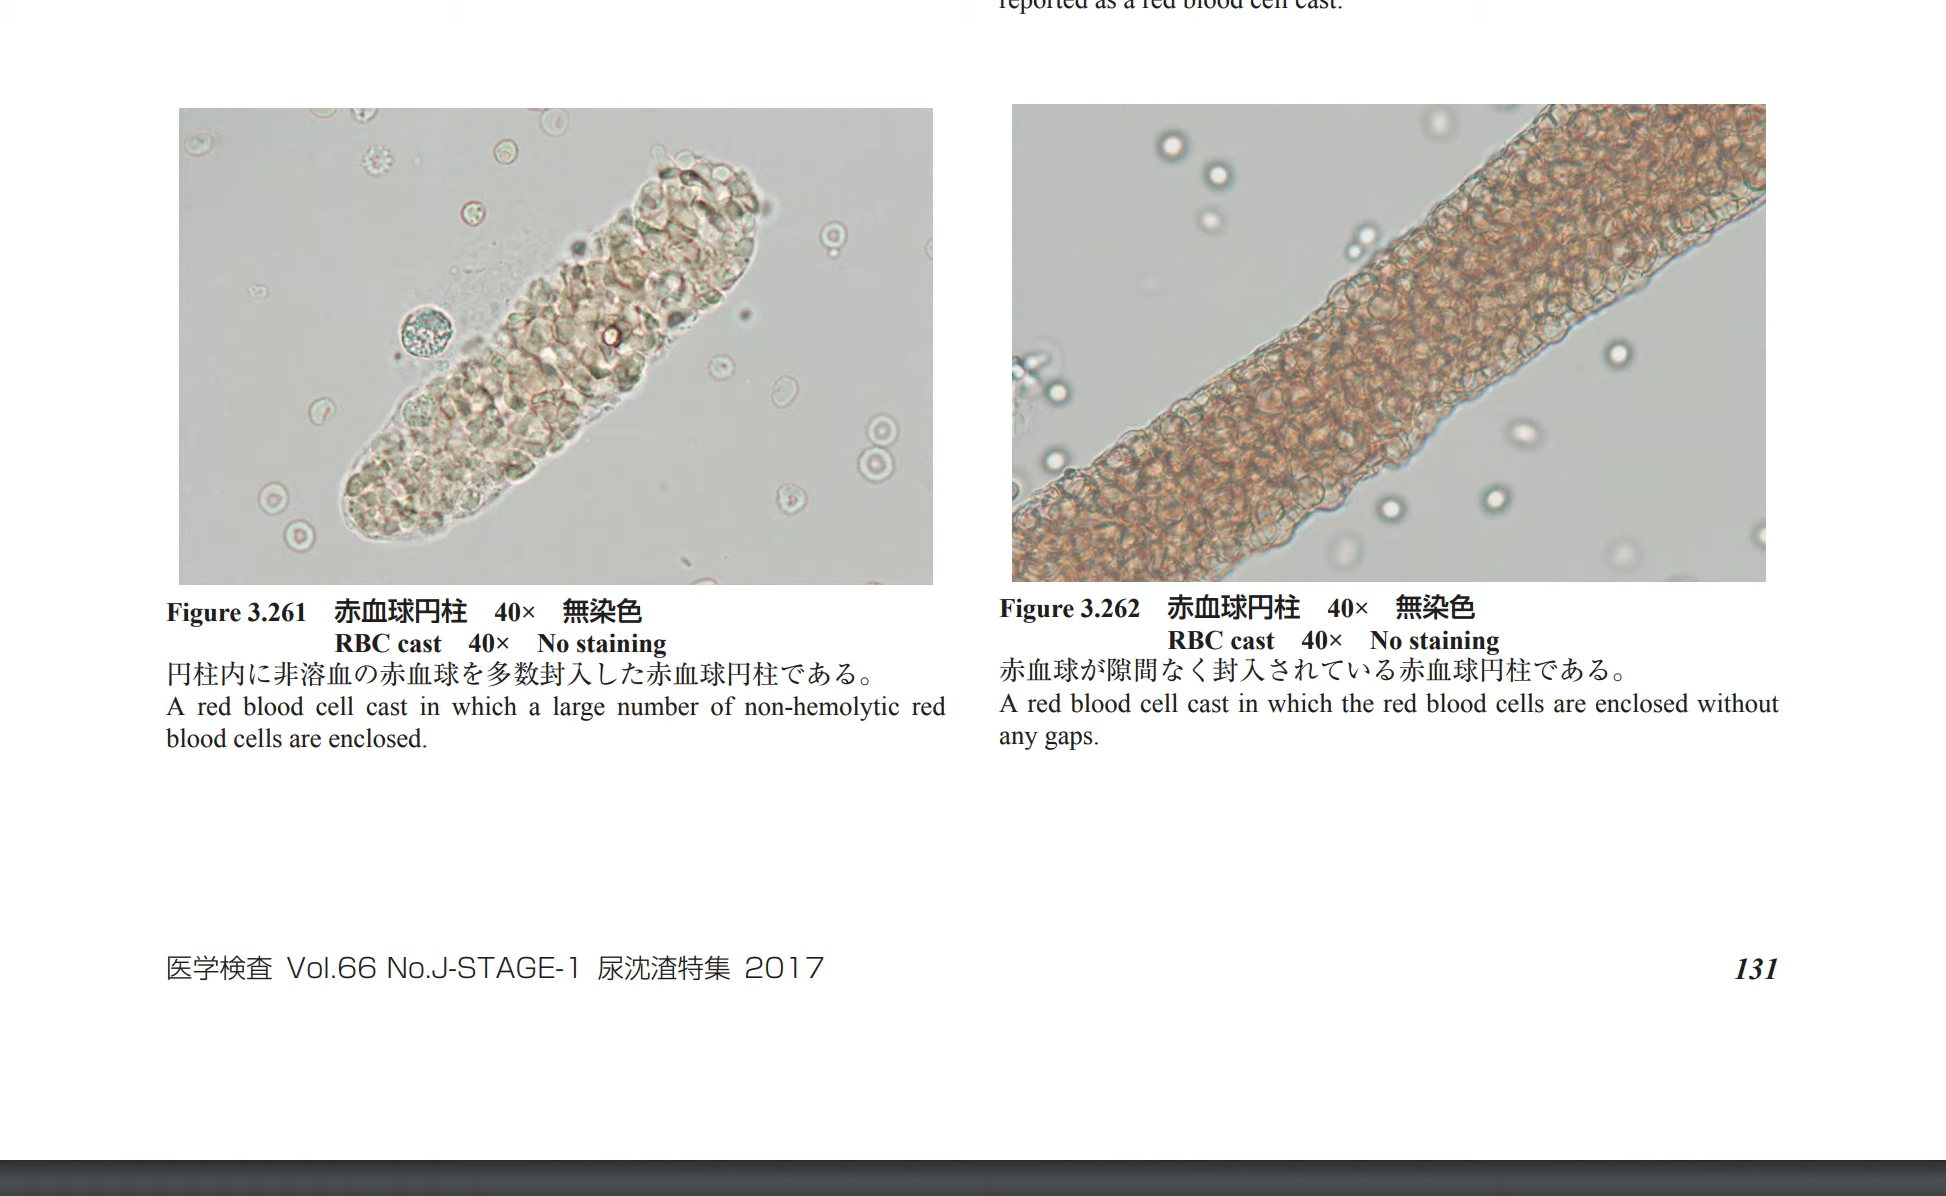 reported as a red blood cell cast.
Figure 3.261 赤血球円柱 40× 無染色
RBC cast 40× No staining
円柱内に非溶血の赤血球を多数封入した赤血球円柱である。
A red blood cell cast in which a large number of non-hemolytic red
blood cells are enclosed.
Figure 3.262 赤血球円柱 40× 無染色
RBC cast 40× No staining
赤血球が隙間なく封入されている赤血球円柱である。
A red blood cell cast in which the red blood cells are enclosed without
any gaps.
医学検査 Vol.66 No.J-STAGE-1 尿沈渣特集 2017
131